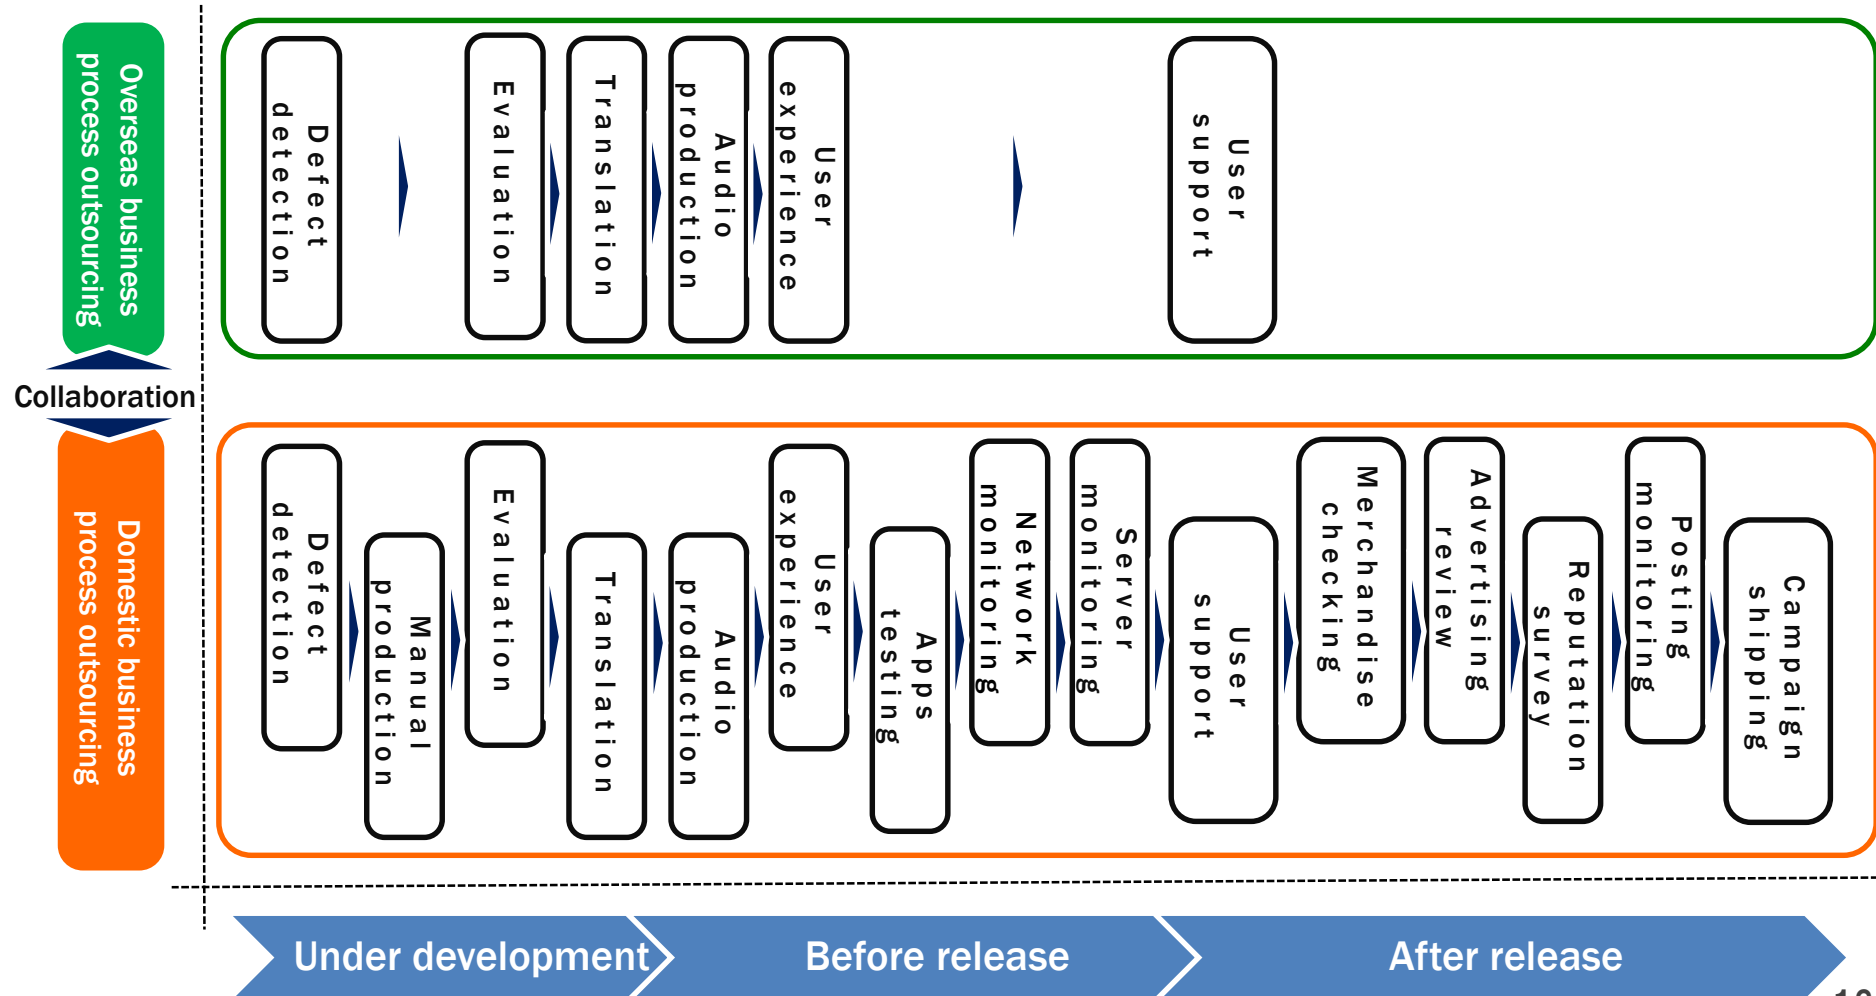 Overseas business
process outsourcing
Defect
detection
Evaluation
Translation
Audio
production
User
experience
User
support
Collaboration
Domestic business
process outsourcing
Defect
detection
Manual
production
Evaluation
Translation
Audio
production
User
experience
Apps
testing
Network
monitoring
Server
monitoring
User
support
Merchandise
checking
Advertising
review
Reputation
survey
Posting
monitoring
Campaign
shipping
Under development
Before release
After release